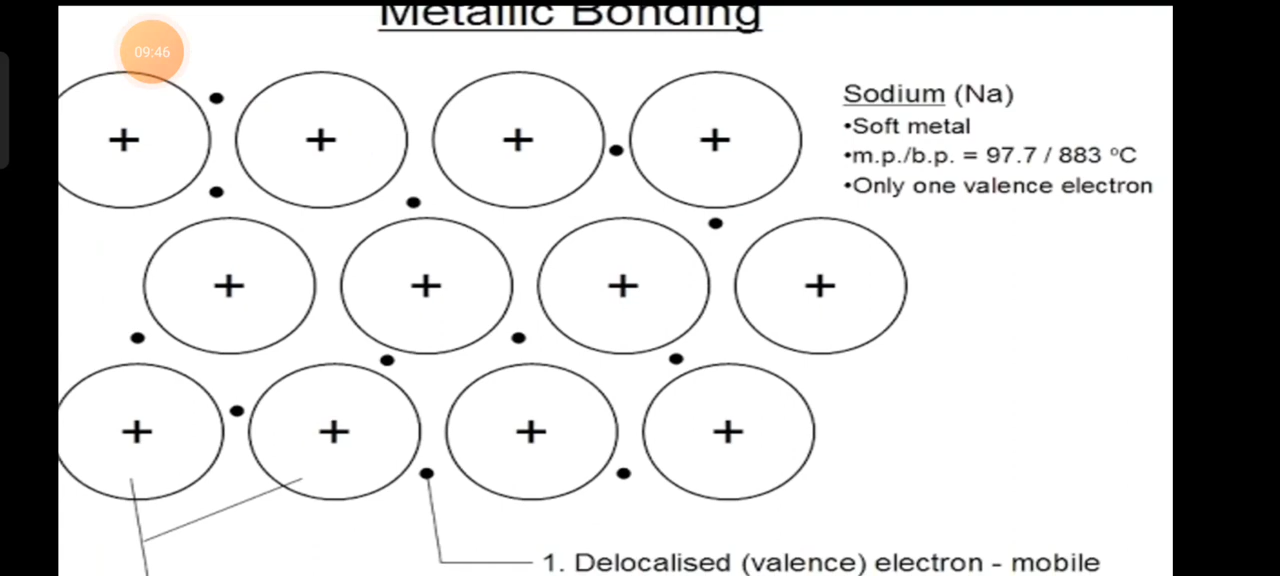 Metallic Bonding
09:46
+ + + +
Sodium (Na)
•Soft metal
•m.p./b.p. = 97.7 / 883 ºC
•Only one valence electron
+ + + +
+ + + +
1. Delocalised (valence) electron - mobile